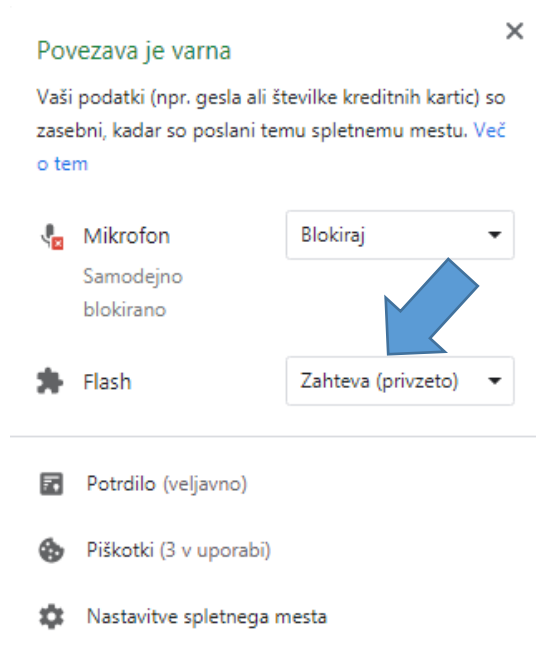 Povezava je varna
Vaši podatki (npr. gesla ali številke kreditnih kartic) so
zasebni, kadar so poslani temu spletnemu mestu. Več
o tem
Mikrofon
Blokiraj
Samodejno
blokirano
Flash
Zahteva (privzeto)
Potrdilo (veljavno)
Piškotki (3 v uporabi)
Nastavitve spletnega mesta